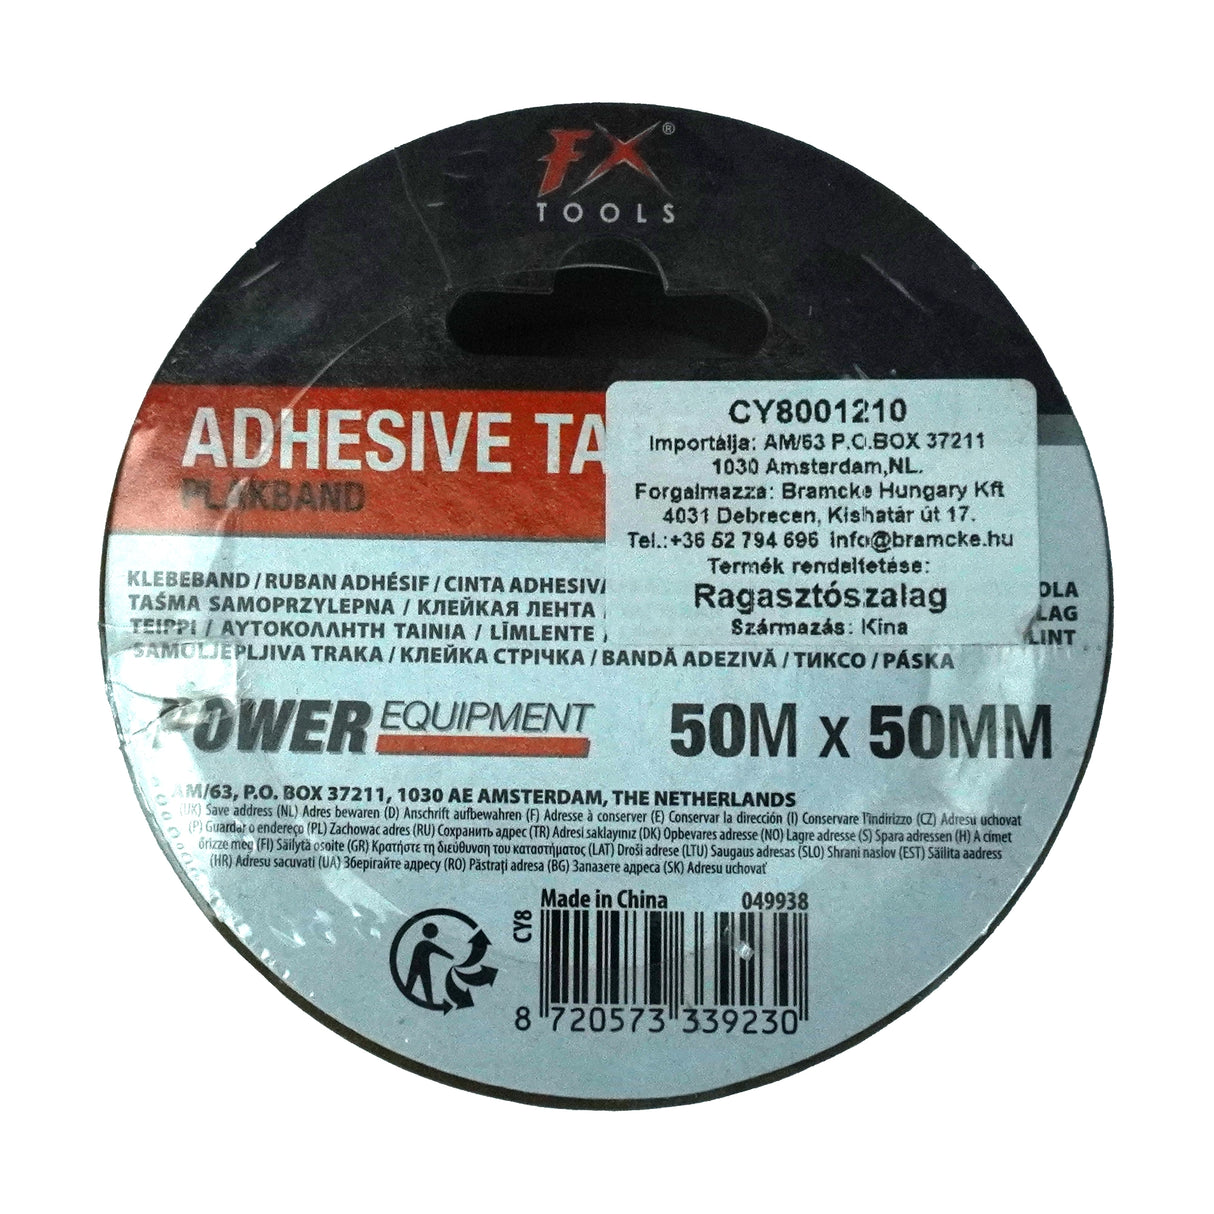 FX®
TOOLS
ADHESIVE TA
PLAKBAND
CY8001210
Importálja: AM/63 P.O.BOX 37211
1030 Amsterdam,NL.
Forgalmazza: Bramcke Hungary Kft
4031 Debrecen, Kishatár út 17.
Tel.:+36 52 794 696 info@bramcke.hu
Termék rendeltetése:
Ragasztószalag
Származás: Kína
KLEBEBAND / RUBAN ADHÉSIF / CINTA ADHESIVA OLA
TAŚMA SAMOPRZYLEPNA / КЛЕЙКАЯ ЛЕНТА / LAG
TEIPPI / ΑΥΤΟΚΟΛΛΗΤΗ ΤΑΙΝΙΑ / LĪMLENTE / LINT
SAMOLJEPLJIVA TRAKA / КЛЕЙКА СТРІЧКА / BANDĂ ADEZIVĂ / ТИКСО / PÁSKA
POWER EQUIPMENT
50M x 50MM
AM/63, P.O. BOX 37211, 1030 AE AMSTERDAM, THE NETHERLANDS
(UK) Save address (NL) Adres bewaren (D) Anschrift aufbewahren (F) Adresse à conserver (E) Conservar la dirección (I) Conservare l'indirizzo (CZ) Adresu úchovat
(P) Guardar o endereço (PL) Zachowac adres (RU) Сохранить адрес (TR) Adresi saklayınız (DK) Opbevares adresse (NO) Lagre adresse (S) Spara adressen (H) A címet
őrizze meg (FI) Säilytä osoite (GR) Κρατήστε τη διεύθυνση του καταστήματος (LAT) Droši adrese (LTU) Saugaus adresas (SLO) Shrani naslov (EST) Säilita aadress
(HR) Adresu sacuvati (UA) Зберігайте адресу (RO) Păstrați adresa (BG) Запазете адреса (SK) Adresu uchovať
Made in China 049938
CY8
8 720573 339230